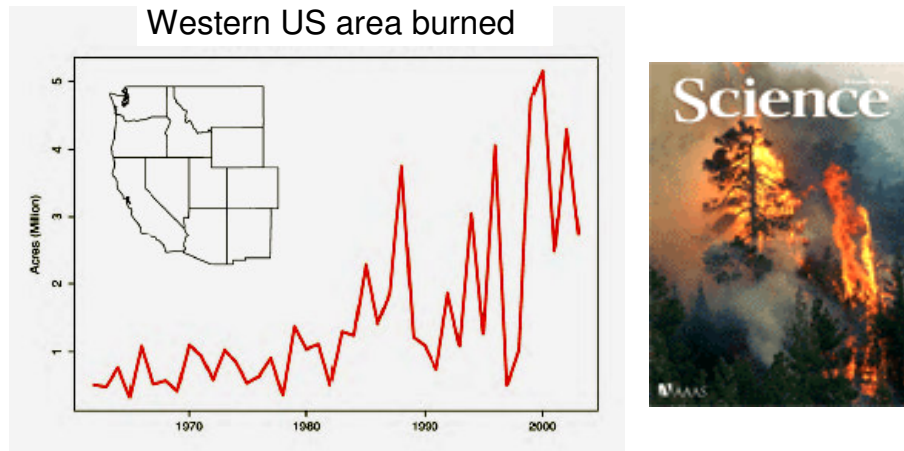 Western US area burned
Acres (Million)
5
4
3
2
1
1970
1980
1990
2000
Science
AAAS